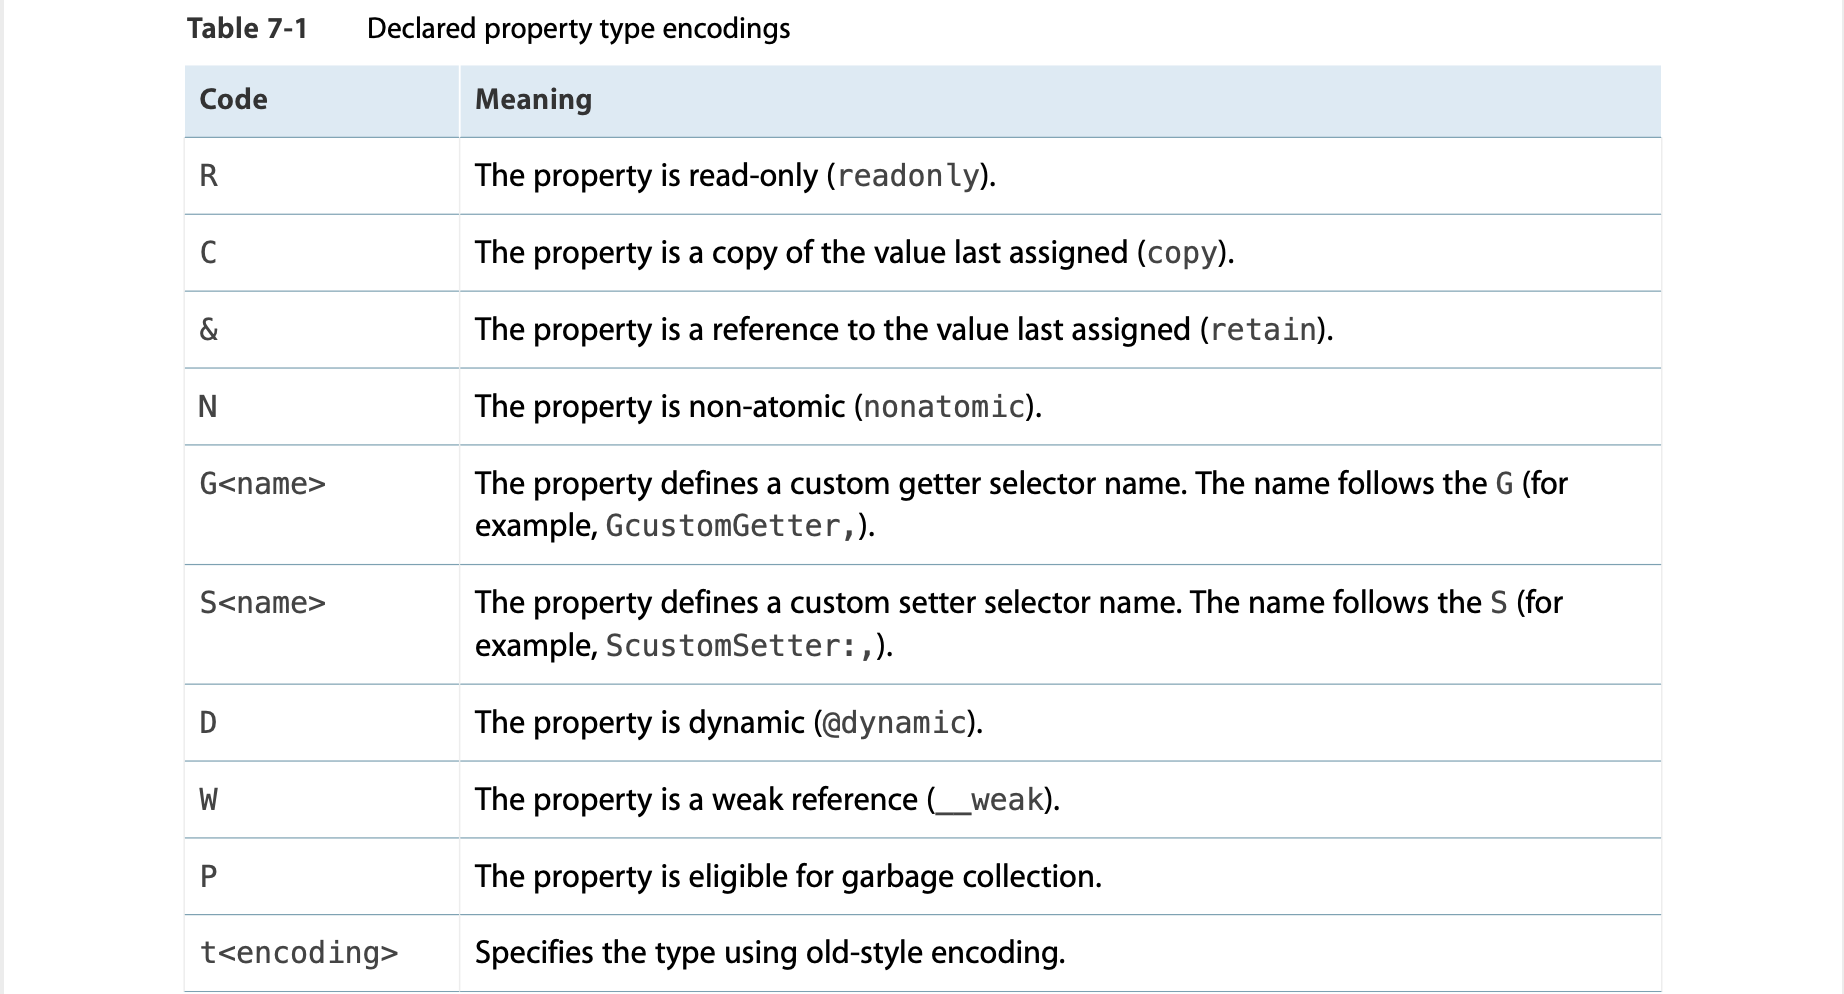 Table 7-1 Declared property type encodings
Code Meaning
R The property is read-only (readonly).
C The property is a copy of the value last assigned (copy).
& The property is a reference to the value last assigned (retain).
N The property is non-atomic (nonatomic).
G<name> The property defines a custom getter selector name. The name follows the G (for
example, GcustomGetter,).
S<name> The property defines a custom setter selector name. The name follows the S (for
example, ScustomSetter:,).
D The property is dynamic (@dynamic).
W The property is a weak reference (__weak).
P The property is eligible for garbage collection.
t<encoding> Specifies the type using old-style encoding.